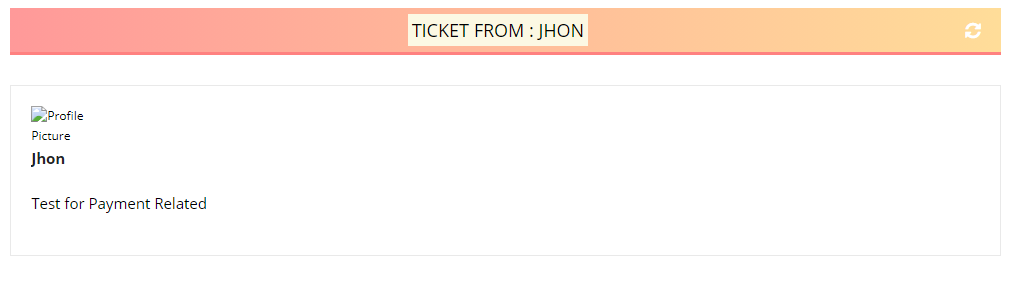 TICKET FROM : JHON
Profile
Picture
Jhon
Test for Payment Related